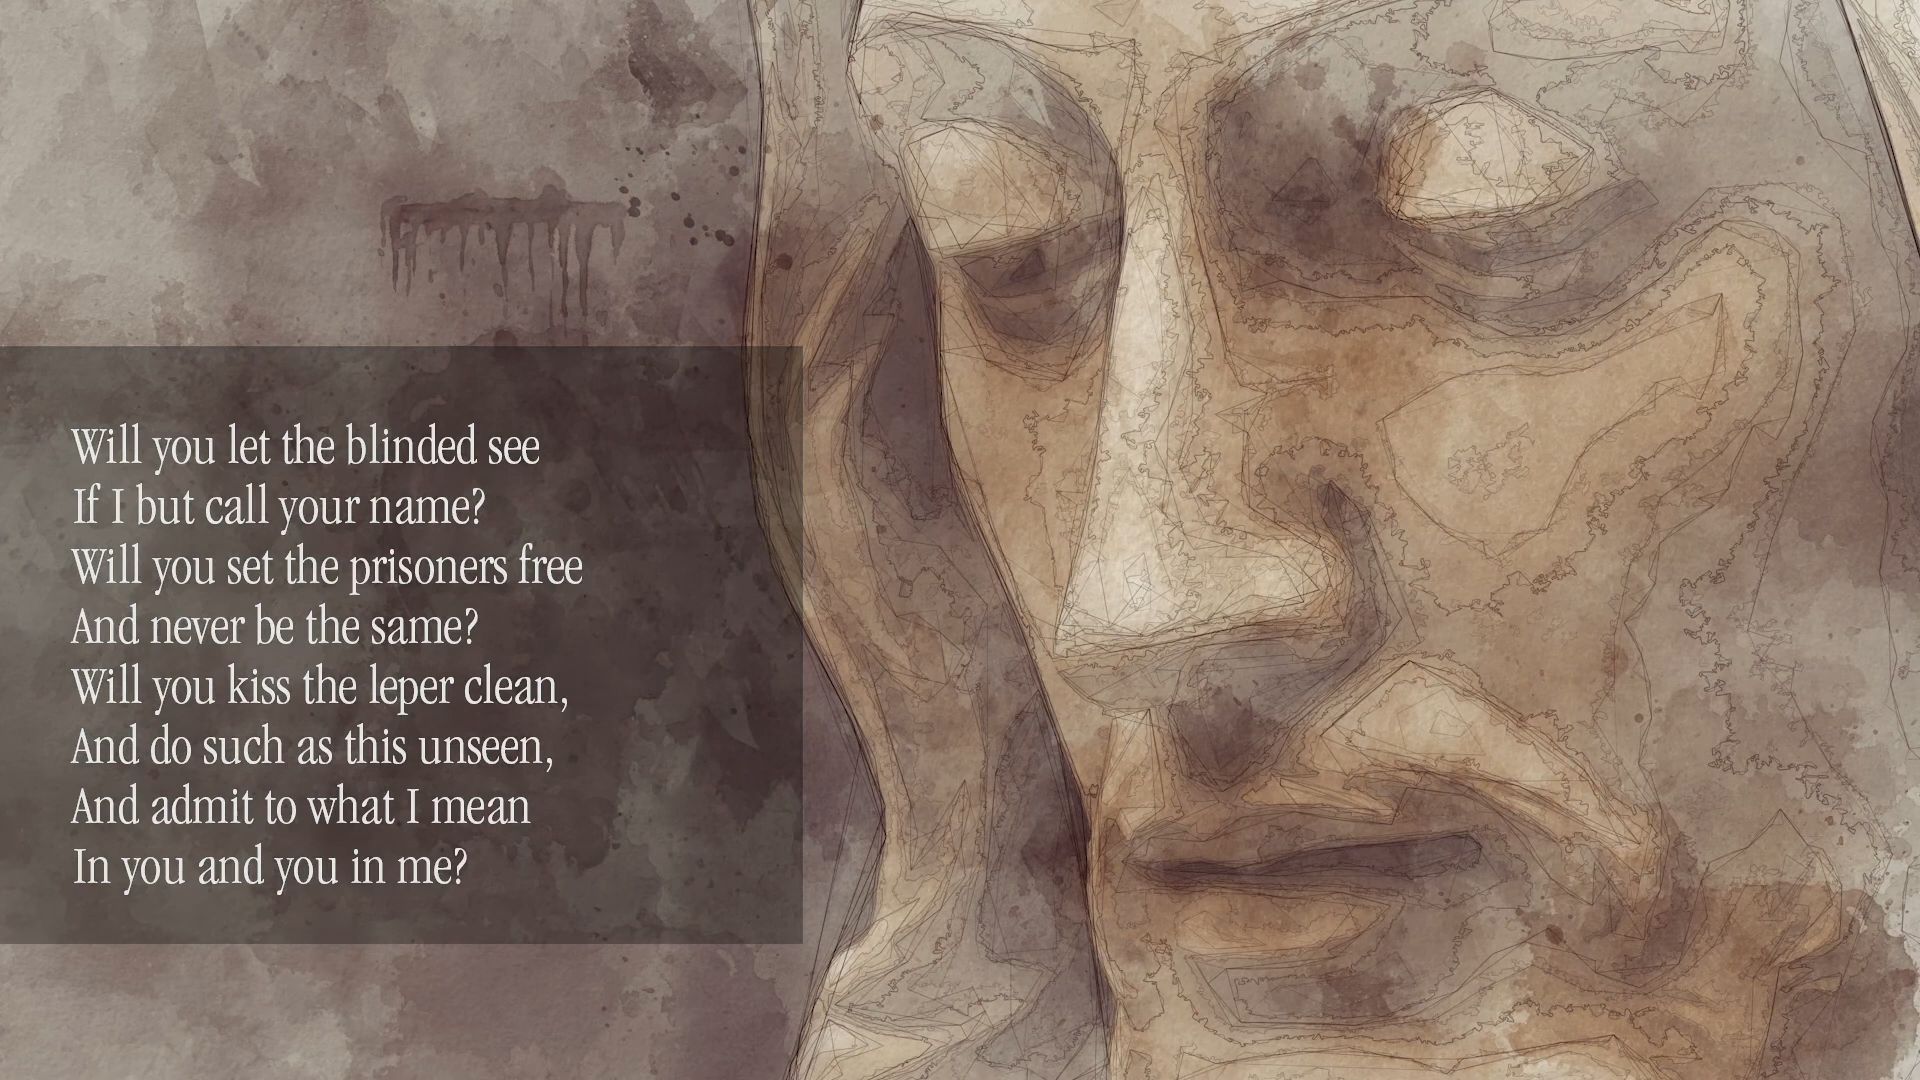 Will you let the blinded see
If I but call your name?
Will you set the prisoners free
And never be the same?
Will you kiss the leper clean,
And do such as this unseen,
And admit to what I mean
In you and you in me?